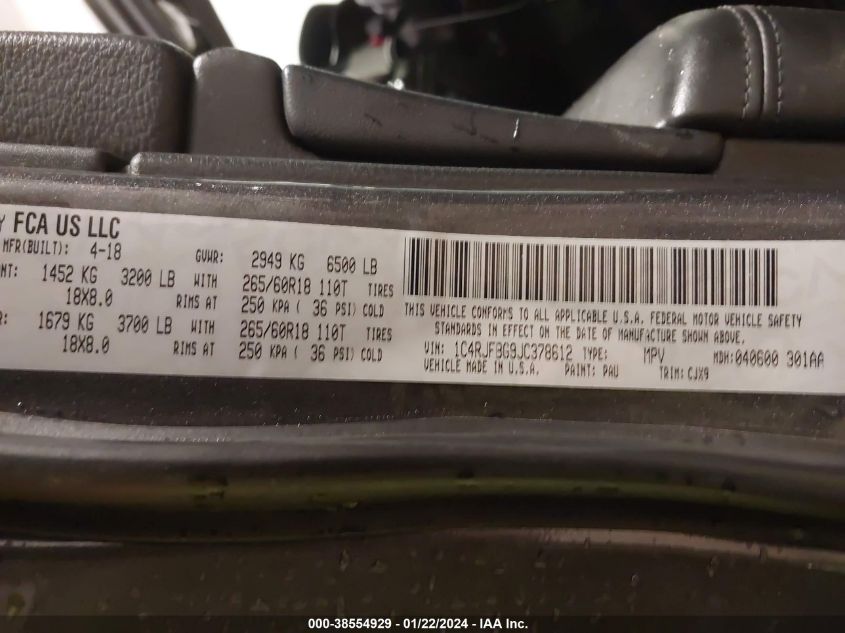 Y FCA US LLC
MFR(BUILT): 4-18 GVWR: 2949 KG 6500 LB
NT: 1452 KG 3200 LB WITH 265/60R18 110T TIRES
18X8.0 RIMS AT 250 KPA ( 36 PSI) COLD
R: 1679 KG 3700 LB WITH 265/60R18 110T TIRES
18X8.0 RIMS AT 250 KPA ( 36 PSI) COLD
THIS VEHICLE CONFORMS TO ALL APPLICABLE U.S.A. FEDERAL MOTOR VEHICLE SAFETY
STANDARDS IN EFFECT ON THE DATE OF MANUFACTURE SHOWN ABOVE.
VIN: 1C4RJFBG9JC378612 TYPE: MPV MDH:040600 301AA
VEHICLE MADE IN U.S.A. PAINT: PAU TRIM: CJX9
000-38554929 - 01/22/2024 - IAA Inc.